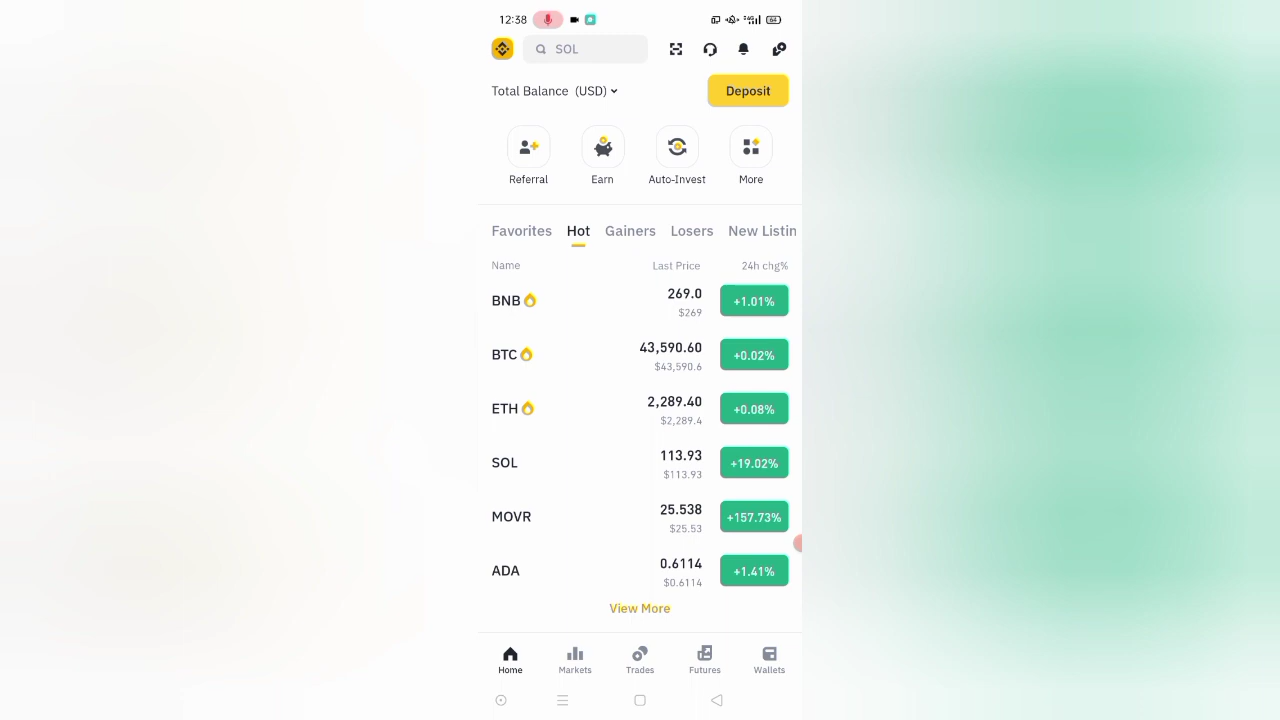 12:38 64
SOL
Total Balance (USD)
Deposit
Referral Earn Auto-Invest More
Favorites Hot Gainers Losers New Listin
Name Last Price 24h chg%
BNB 269.0 +1.01%
$269
BTC 43,590.60 +0.02%
$43,590.6
ETH 2,289.40 +0.08%
$2,289.4
SOL 113.93 +19.02%
$113.93
MOVR 25.538 +157.73%
$25.53
ADA 0.6114 +1.41%
$0.6114
View More
Home Markets Trades Futures Wallets